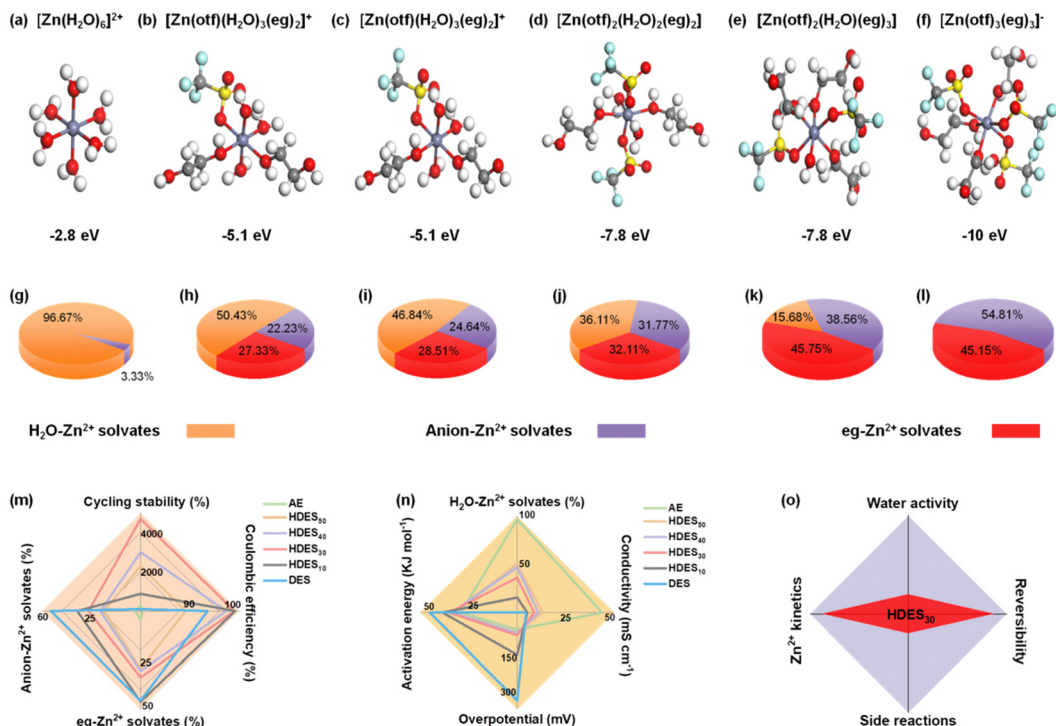 (a) [Zn(H₂O)₆]²⁺ (b) [Zn(otf)(H₂O)₃(eg)₂]⁺ (c) [Zn(otf)(H₂O)₃(eg)₂]⁺ (d) [Zn(otf)₂(H₂O)₂(eg)₂] (e) [Zn(otf)₂(H₂O)(eg)₃] (f) [Zn(otf)₃(eg)₃]⁻
-2.8 eV -5.1 eV -5.1 eV -7.8 eV -7.8 eV -10 eV
(g) (h) (i) (j) (k) (l)
96.67%
3.33%
50.43%
22.23%
27.33%
46.84%
24.64%
28.51%
36.11%
31.77%
32.11%
15.68%
38.56%
45.75%
54.81%
45.15%
H₂O-Zn²⁺ solvates Anion-Zn²⁺ solvates eg-Zn²⁺ solvates
(m)
Cycling stability (%)
AE
HDES₅₀
HDES₄₀
HDES₃₀
HDES₁₀
DES
4000
2000
90
100
60
25
25
50
Anion-Zn²⁺ solvates (%)
Coulombic efficiency (%)
eg-Zn²⁺ solvates (%)
(n)
H₂O-Zn²⁺ solvates (%)
AE
HDES₅₀
HDES₄₀
HDES₃₀
HDES₁₀
DES
100
50
50
25
25
50
150
300
Activation energy (KJ mol⁻¹)
Conductivity (mS cm⁻¹)
Overpotential (mV)
(o)
Water activity
Zn²⁺ kinetics
HDES₃₀
Reversibility
Side reactions